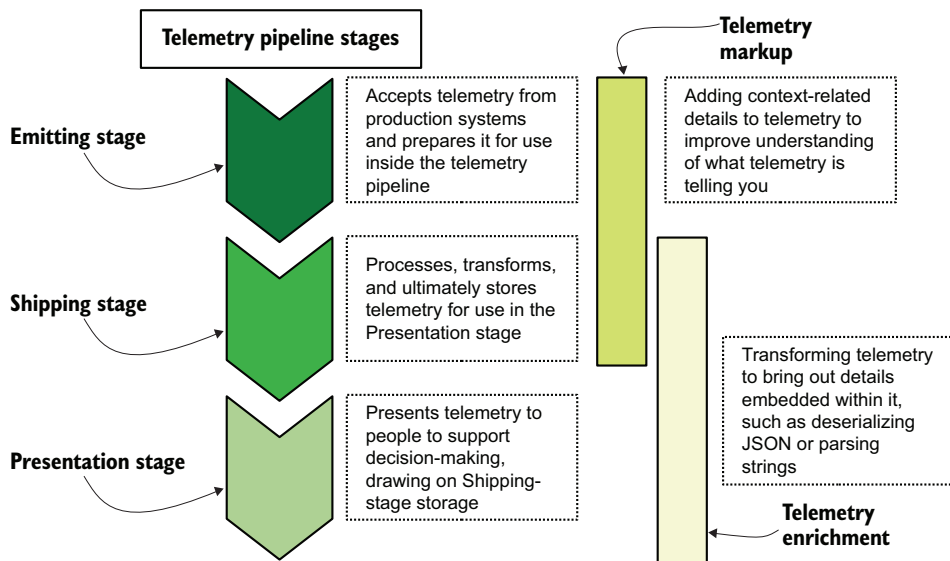 Telemetry pipeline stages
Emitting stage
Accepts telemetry from
production systems
and prepares it for use
inside the telemetry
pipeline
Shipping stage
Processes, transforms,
and ultimately stores
telemetry for use in the
Presentation stage
Presentation stage
Presents telemetry to
people to support
decision-making,
drawing on Shipping-
stage storage
Telemetry
markup
Adding context-related
details to telemetry to
improve understanding
of what telemetry is
telling you
Transforming telemetry
to bring out details
embedded within it,
such as deserializing
JSON or parsing
strings
Telemetry
enrichment